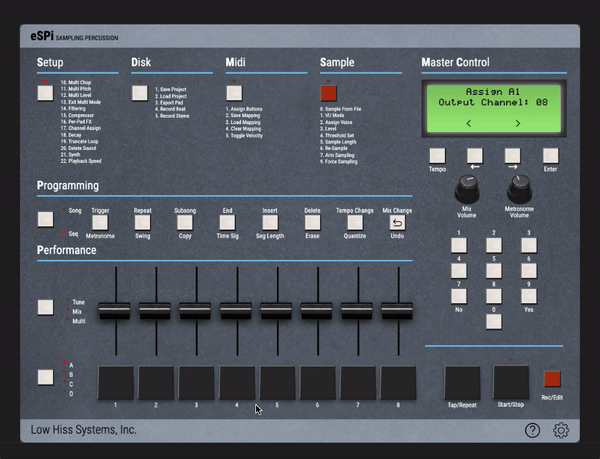 eSPi SAMPLING PERCUSSION
Setup
Disk
Midi
Sample
Master Control
10. Multi Chop
11. Multi Pitch
12. Multi Level
13. Exit Multi Mode
14. Filtering
15. Compressor
16. Per-Pad FX
17. Channel Assign
18. Decay
19. Truncate Loop
20. Delete Sound
21. Synth
22. Playback Speed
1. Save Project
2. Load Project
3. Export Pad
4. Record Beat
5. Record Stems
1. Assign Buttons
2. Save Mapping
3. Load Mapping
4. Clear Mapping
5. Toggle Velocity
0. Sample From File
1. VU Mode
2. Assign Voice
3. Level
4. Threshold Set
5. Sample Length
6. Re-Sample
7. Arm Sampling
9. Force Sampling
Assign A1
Output Channel: 08
< >
Tempo ← → Enter
Mix Volume
Metronome Volume
Programming
Song
Seq
Trigger Repeat Subsong End Insert Delete Tempo Change Mix Change
Metronome Swing Copy Time Sig Seg Length Erase Quantize Undo
Performance
Tune
Mix
Multi
A
B
C
D
1 2 3 4 5 6 7 8
1 2 3
4 5 6
7 8 9
No 0 Yes
Tap/Repeat
Start/Stop
Rec/Edit
Low Hiss Systems, Inc.
?